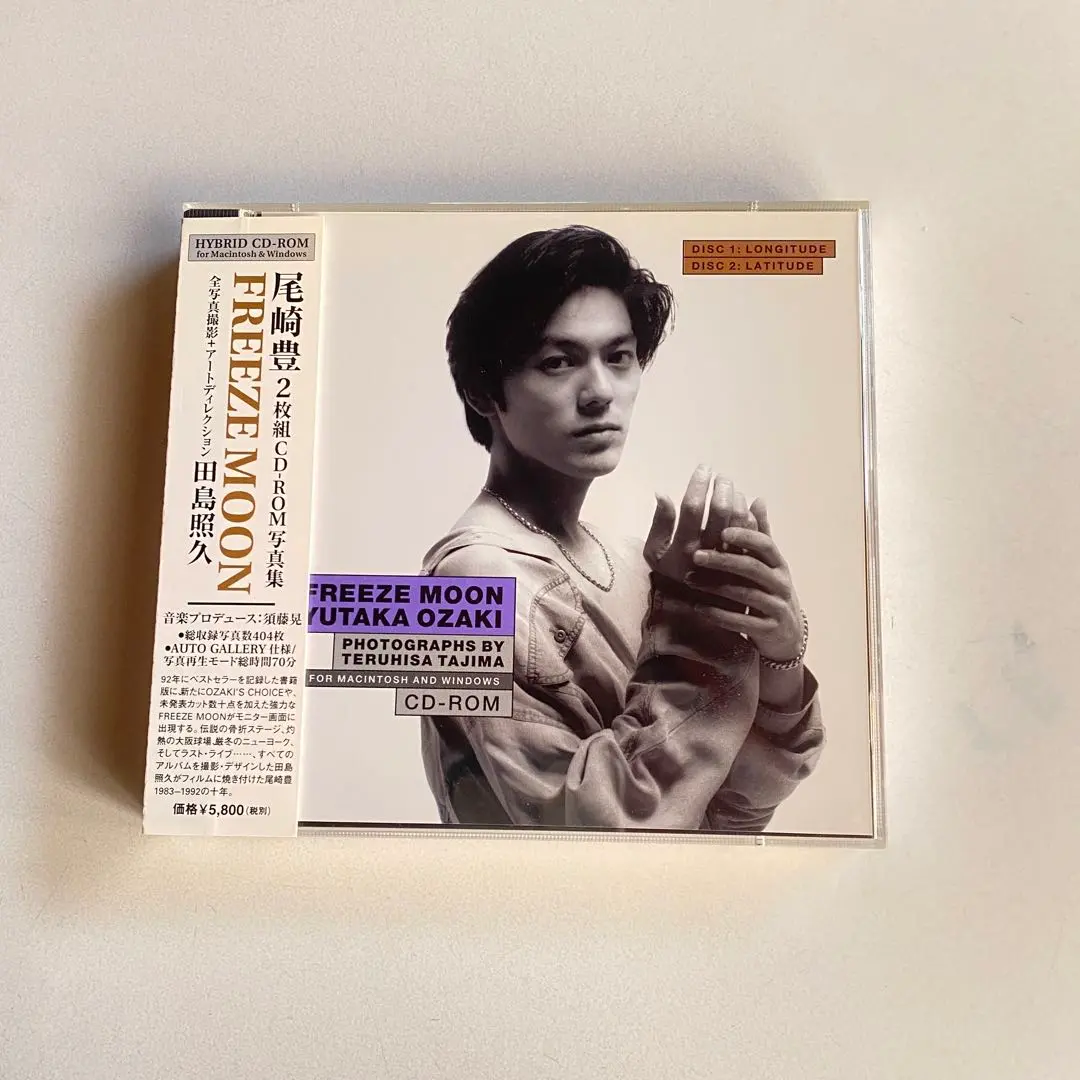 HYBRID CD-ROM
for Macintosh & Windows
尾崎豊 2枚組CD-ROM写真集
FREEZE MOON
全写真撮影+アートディレクション 田島照久
音楽プロデュース:須藤晃
●総収録写真数404枚
●AUTO GALLERY仕様/
写真再生モード総時間70分
92年にベストセラーを記録した書籍
版に、新たにOZAKI'S CHOICEや、
未発表カット数十点を加えた強力な
FREEZE MOONがモニター画面に
出現する。伝説の骨折ステージ、灼
熱の大阪球場、厳冬のニューヨーク、
そしてラスト・ライブ……、すべての
アルバムを撮影・デザインした田島
照久がフィルムに焼き付けた尾崎豊
1983–1992の十年。
価格¥5,800(税別)
DISC 1: LONGITUDE
DISC 2: LATITUDE
FREEZE MOON
YUTAKA OZAKI
PHOTOGRAPHS BY
TERUHISA TAJIMA
FOR MACINTOSH AND WINDOWS
CD-ROM